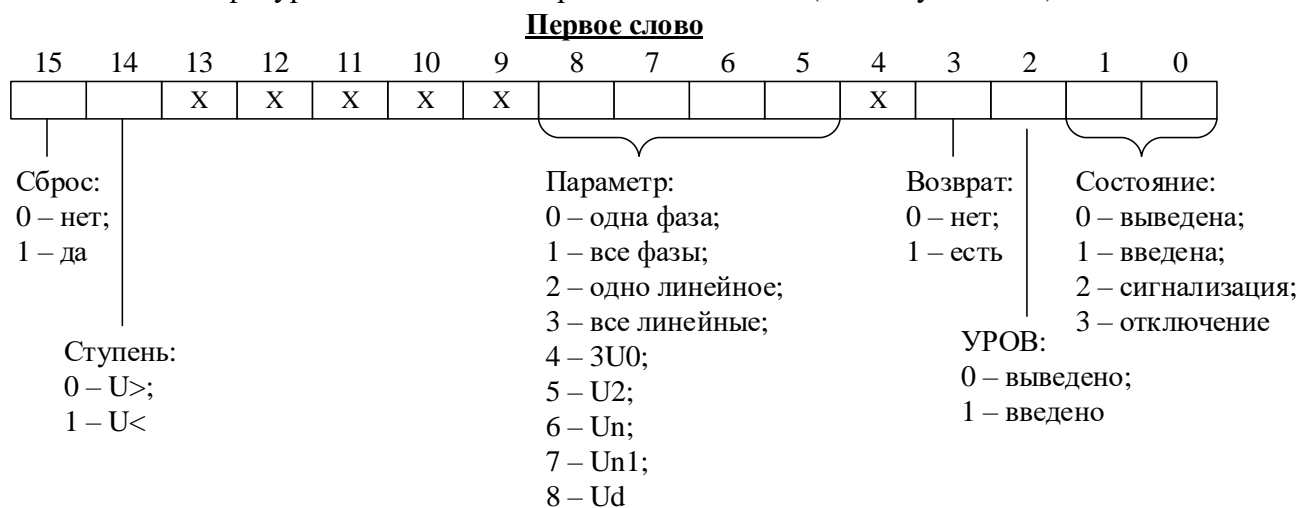 Первое слово
15 14 13 12 11 10 9 8 7 6 5 4 3 2 1 0
X X X X X X
Сброс:
0 – нет;
1 – да
Ступень:
0 – U>;
1 – U<
Параметр:
0 – одна фаза;
1 – все фазы;
2 – одно линейное;
3 – все линейные;
4 – 3U0;
5 – U2;
6 – Un;
7 – Un1;
8 – Ud
Возврат:
0 – нет;
1 – есть
УРОВ:
0 – выведено;
1 – введено
Состояние:
0 – выведена;
1 – введена;
2 – сигнализация;
3 – отключение